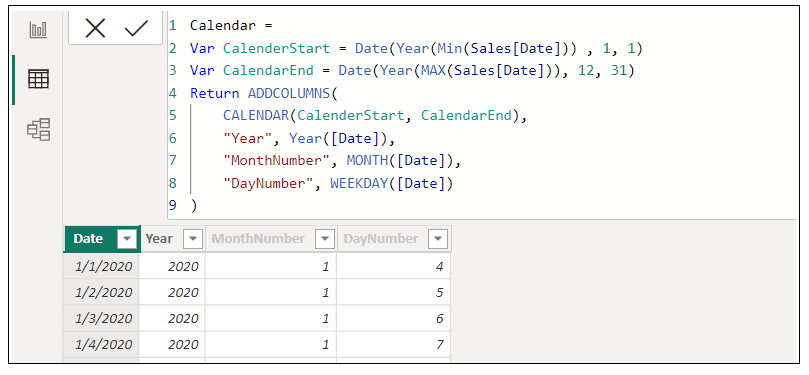 1 Calendar =
2 Var CalenderStart = Date(Year(Min(Sales[Date])) , 1, 1)
3 Var CalendarEnd = Date(Year(MAX(Sales[Date])), 12, 31)
4 Return ADDCOLUMNS(
5 CALENDAR(CalenderStart, CalendarEnd),
6 "Year", Year([Date]),
7 "MonthNumber", MONTH([Date]),
8 "DayNumber", WEEKDAY([Date])
9 )
Date Year MonthNumber DayNumber
1/1/2020 2020 1 4
1/2/2020 2020 1 5
1/3/2020 2020 1 6
1/4/2020 2020 1 7